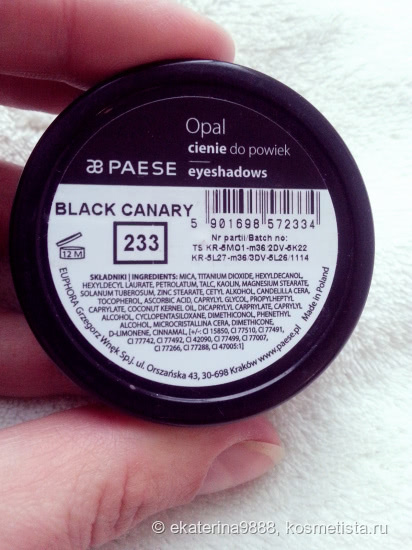 Opal
cienie do powiek
PAESE eyeshadows
BLACK CANARY
233
5 901698 572334
Nr partii/Batch no:
T5 KR-5M01-m36 2DV-5K22
KR-5L27-m36 3DV-5L26 1114
12 M
SKŁADNIKI | INGREDIENTS: MICA, TITANIUM DIOXIDE, HEXYLDECANOL,
HEXYLDECYL LAURATE, PETROLATUM, TALC, KAOLIN, MAGNESIUM STEARATE,
SOLANUM TUBEROSUM, ZINC STEARATE, CETYL ALKOHOL, CANDELILLA CERA,
TOCOPHEROL, ASCORBIC ACID, CAPRYLYL GLYCOL, PROPYLHEPTYL
CAPRYLATE, COCONUT KERNEL OIL, DICAPRYLYL CARPRYLATE, CAPRYLYL
ALCOHOL, CYCLOPENTASILOXANE, DIMETHICONOL, PHENETHYL
ALCOHOL, MICROCRISTALLINA CERA, DIMETHICONE,
D-LIMONENE, CINNAMAL, [+/-: CI 15850, CI 77510, CI 77491,
CI 77742, CI 77492, CI 42090, CI 77499, CI 77007,
CI 77266, CI 77288, CI 47005:1]
EUPHORA Grzegorz Wnęk Sp.j. ul. Orszańska 43, 30-698 Kraków www.paese.pl
Made in Poland
© ekaterina9888, kosmetista.ru